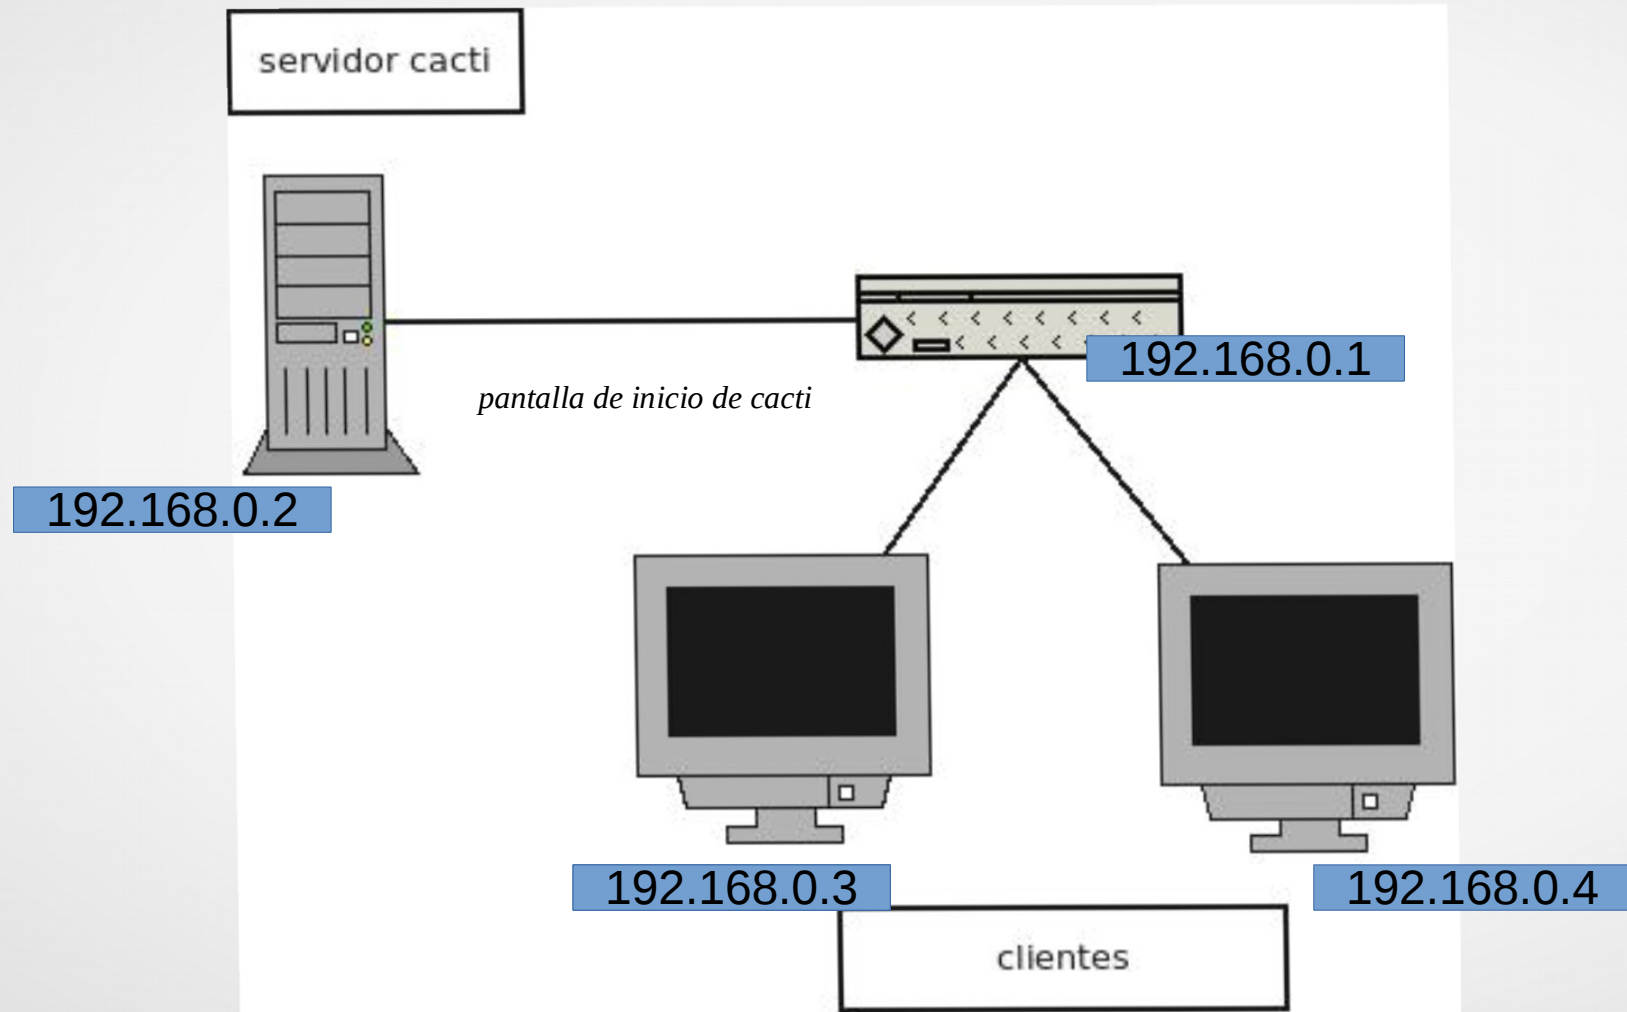 servidor cacti
192.168.0.1
pantalla de inicio de cacti
192.168.0.2
192.168.0.3
192.168.0.4
clientes